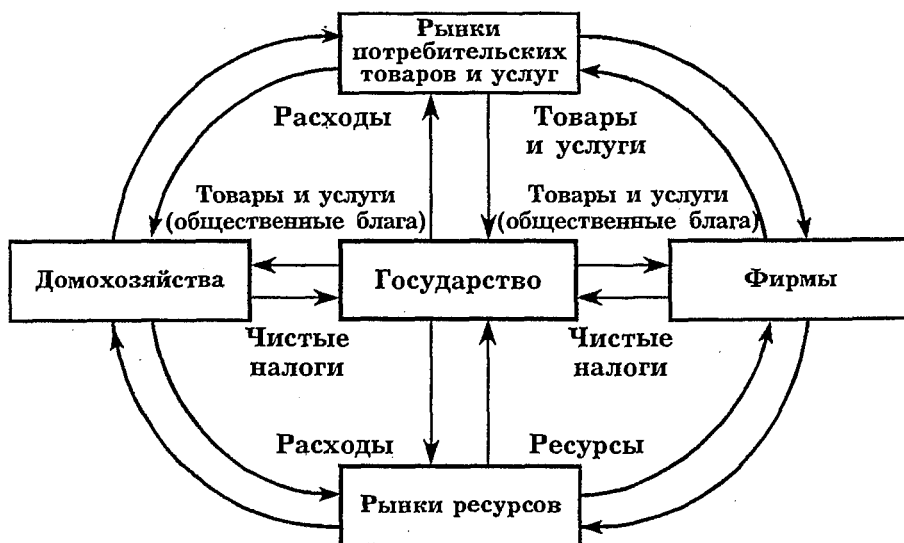 Рынки
потребительских
товаров и услуг
Расходы
Товары
и услуги
Товары и услуги
(общественные блага)
Товары и услуги
(общественные блага)
Домохозяйства
Государство
Фирмы
Чистые
налоги
Чистые
налоги
Расходы
Ресурсы
Рынки ресурсов